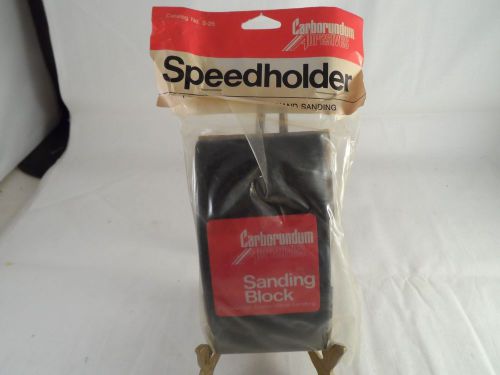 Catalog No. S-25
Carborundum
Abrasives
Speedholder
HAND SANDING
Carborundum
Abrasives
Sanding
Block